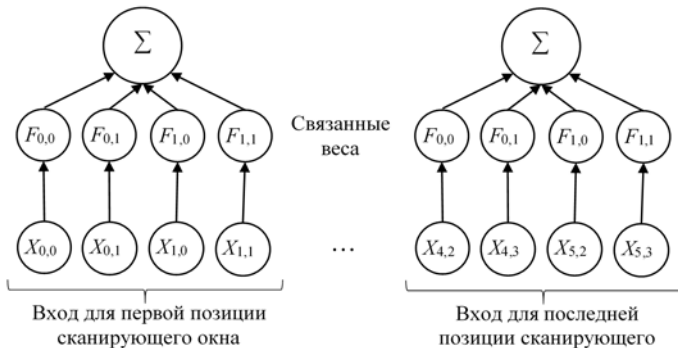 Σ Σ
F0,0 F0,1 F1,0 F1,1 Связанные веса F0,0 F0,1 F1,0 F1,1
X0,0 X0,1 X1,0 X1,1 … X4,2 X4,3 X5,2 X5,3
Вход для первой позиции
сканирующего окна
Вход для последней
позиции сканирующего